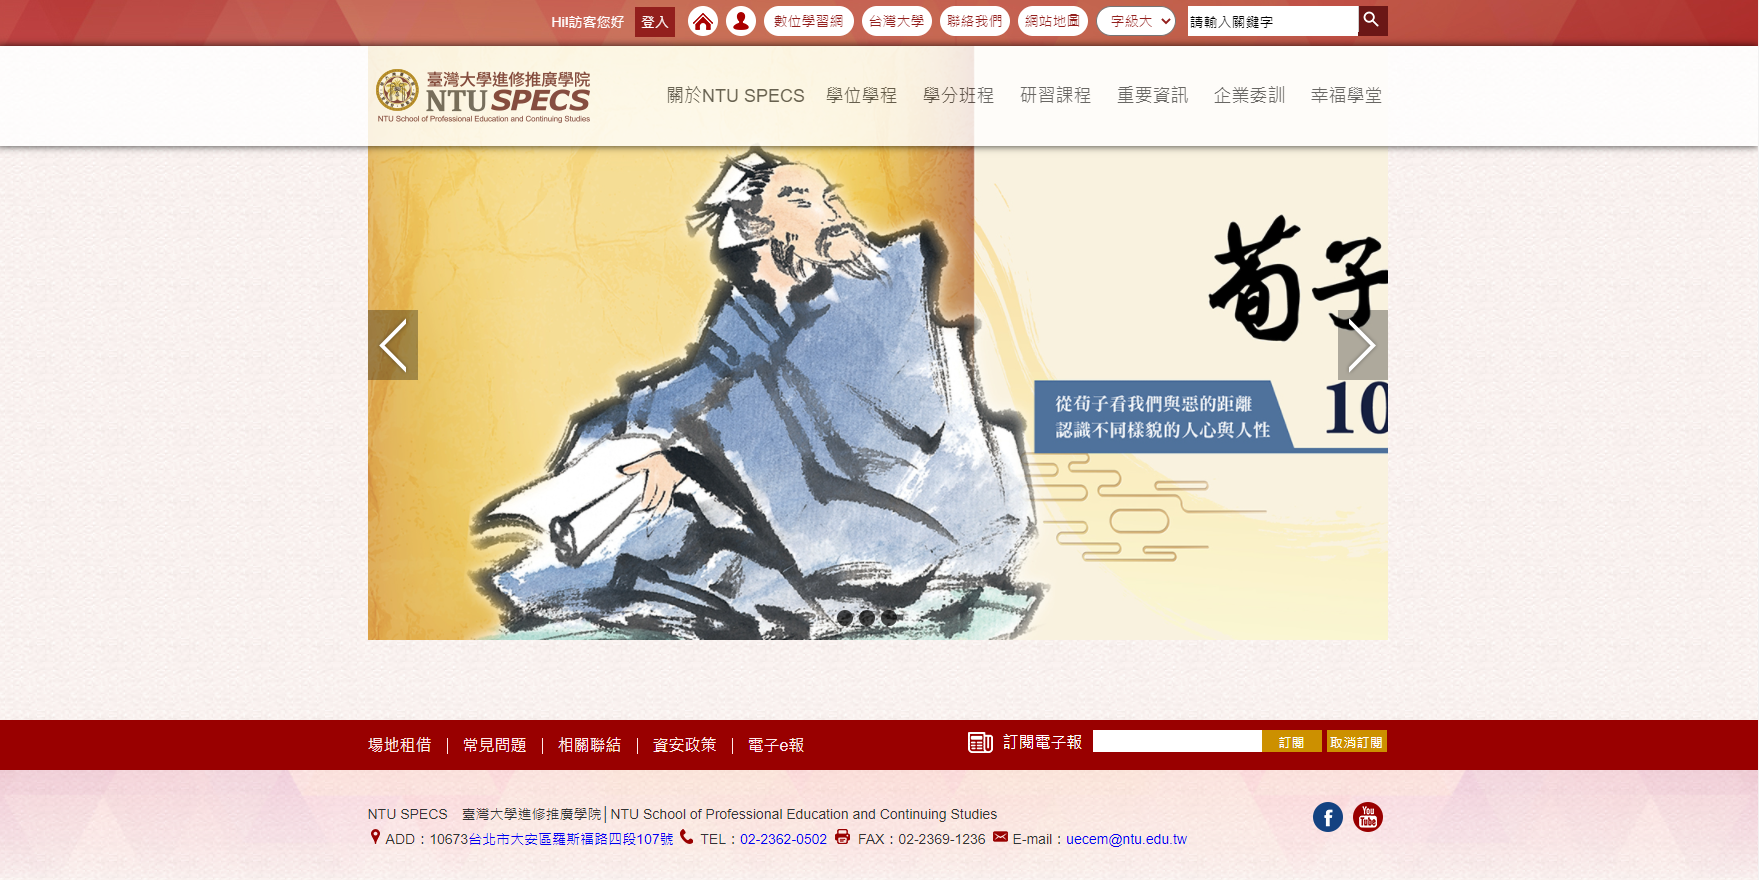 Hi!訪客您好 登入 數位學習網 台灣大學 聯絡我們 網站地圖 字級大 請輸入關鍵字
臺灣大學進修推廣學院
NTU SPECS
NTU School of Professional Education and Continuing Studies
關於NTU SPECS 學位學程 學分班程 研習課程 重要資訊 企業委訓 幸福學堂
荀子
從荀子看我們與惡的距離
認識不同樣貌的人心與人性
10
場地租借 | 常見問題 | 相關聯結 | 資安政策 | 電子e報 訂閱電子報 訂閱 取消訂閱
NTU SPECS 臺灣大學進修推廣學院│NTU School of Professional Education and Continuing Studies
ADD:10673台北市大安區羅斯福路四段107號 TEL:02-2362-0502 FAX:02-2369-1236 E-mail:uecem@ntu.edu.tw
You
Tube